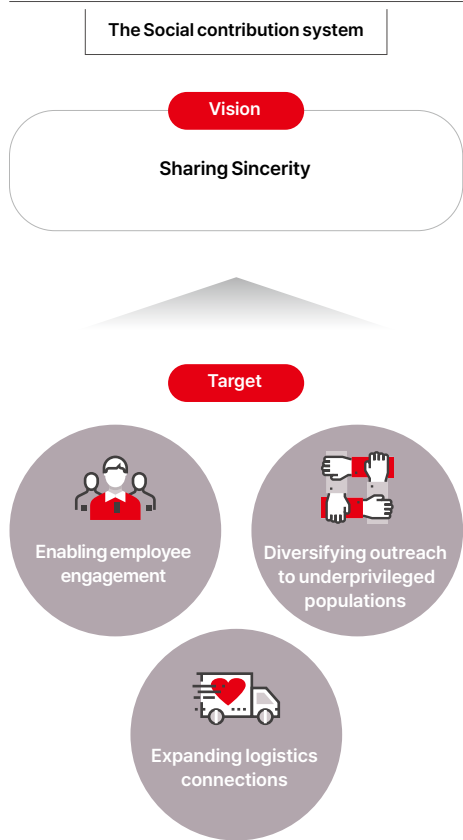 The Social contribution system
Vision
Sharing Sincerity
Target
Enabling employee
engagement
Diversifying outreach
to underprivileged
populations
Expanding logistics
connections